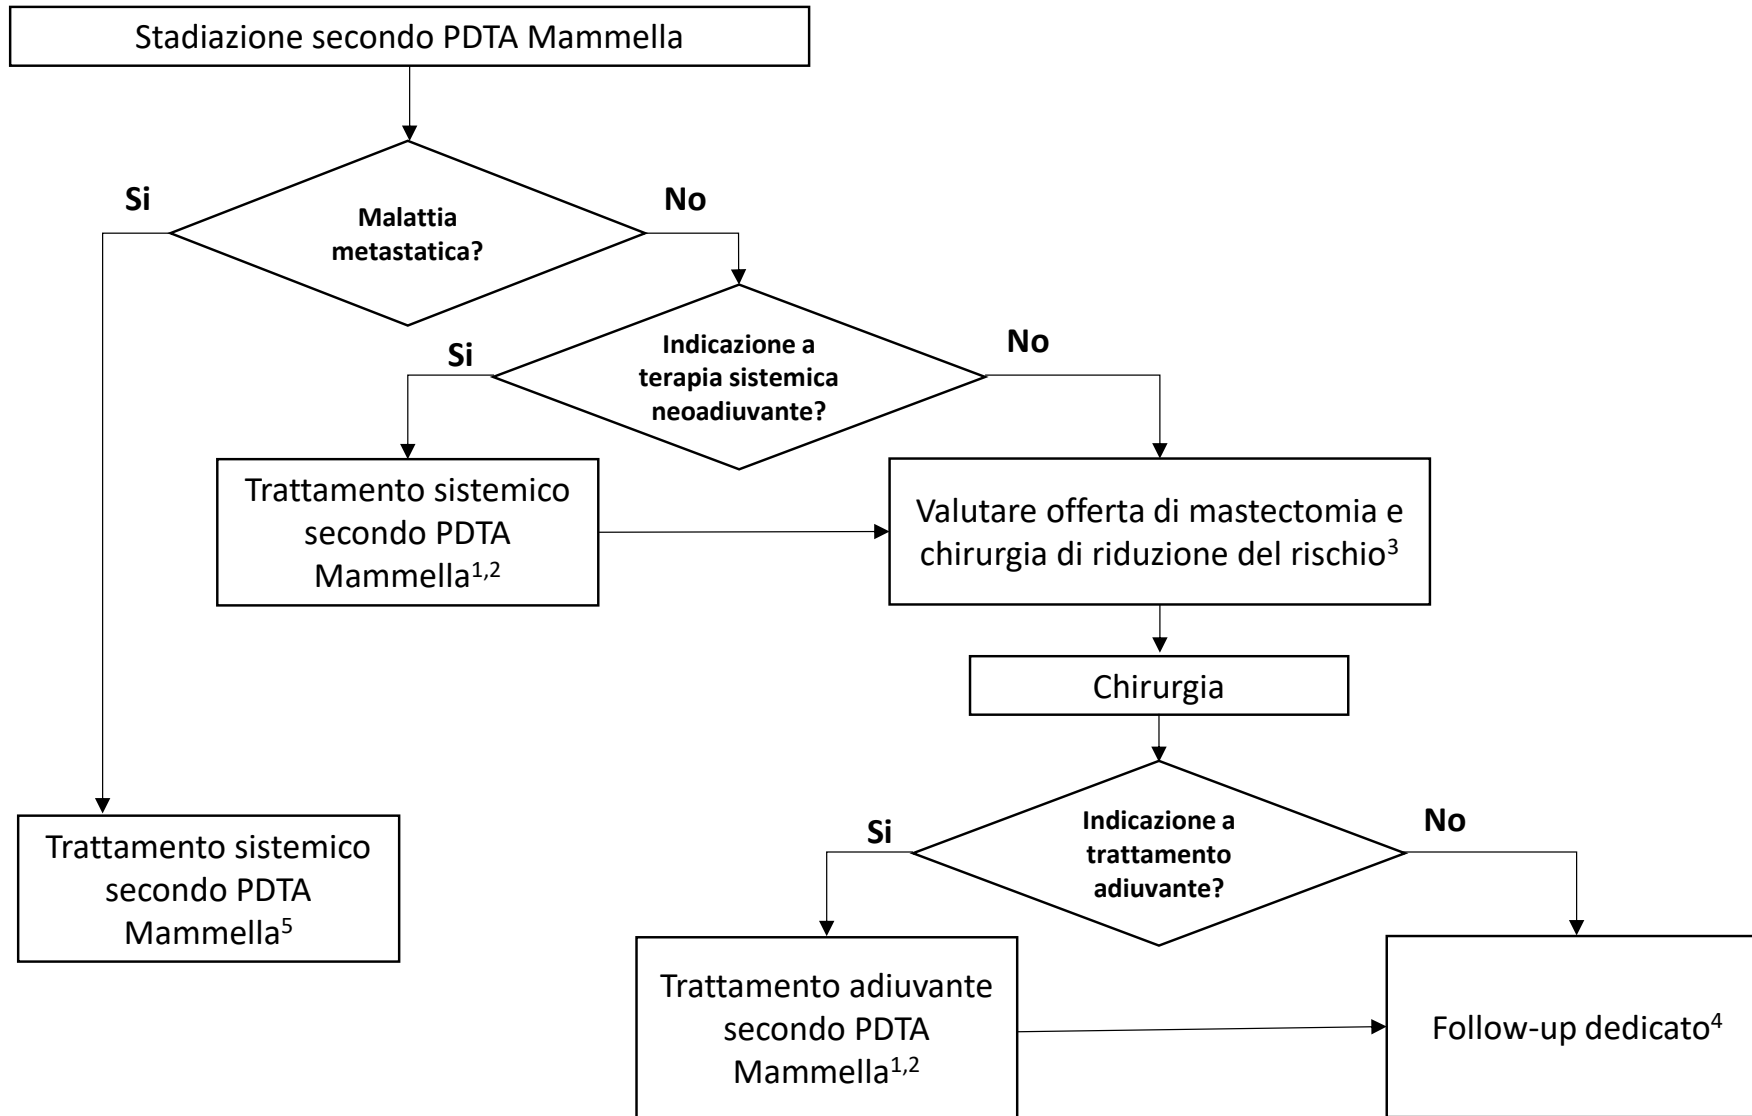 Stadiazione secondo PDTA Mammella
Si
No
Malattia
metastatica?
Si
No
Indicazione a
terapia sistemica
neoadiuvante?
Trattamento sistemico
secondo PDTA
Mammella1,2
Valutare offerta di mastectomia e
chirurgia di riduzione del rischio3
Chirurgia
Si
No
Indicazione a
trattamento
adiuvante?
Trattamento sistemico
secondo PDTA
Mammella5
Trattamento adiuvante
secondo PDTA
Mammella1,2
Follow-up dedicato4